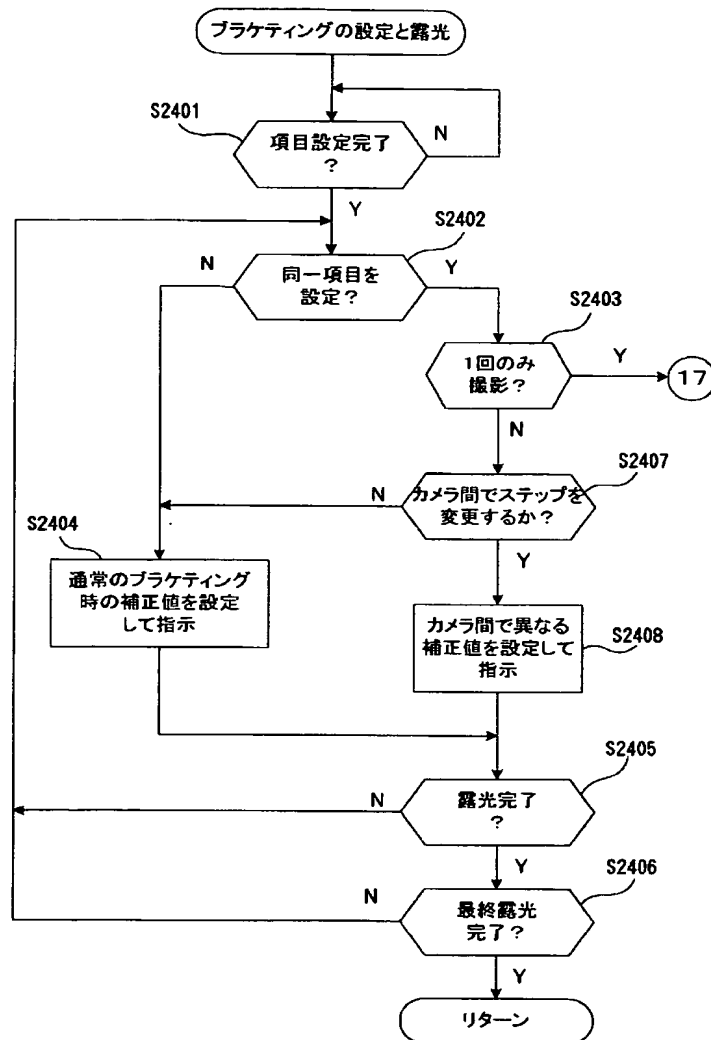 ブラケティングの設定と露光
S2401
項目設定完了
?
N
Y
S2402
N
同一項目を
設定?
Y
S2403
1回のみ
撮影?
Y
17
N
S2407
N
カメラ間でステップを
変更するか?
Y
S2404
通常のブラケティング
時の補正値を設定
して指示
カメラ間で異なる
補正値を設定して
指示
S2408
S2405
N
露光完了
?
Y
S2406
N
最終露光
完了?
Y
リターン